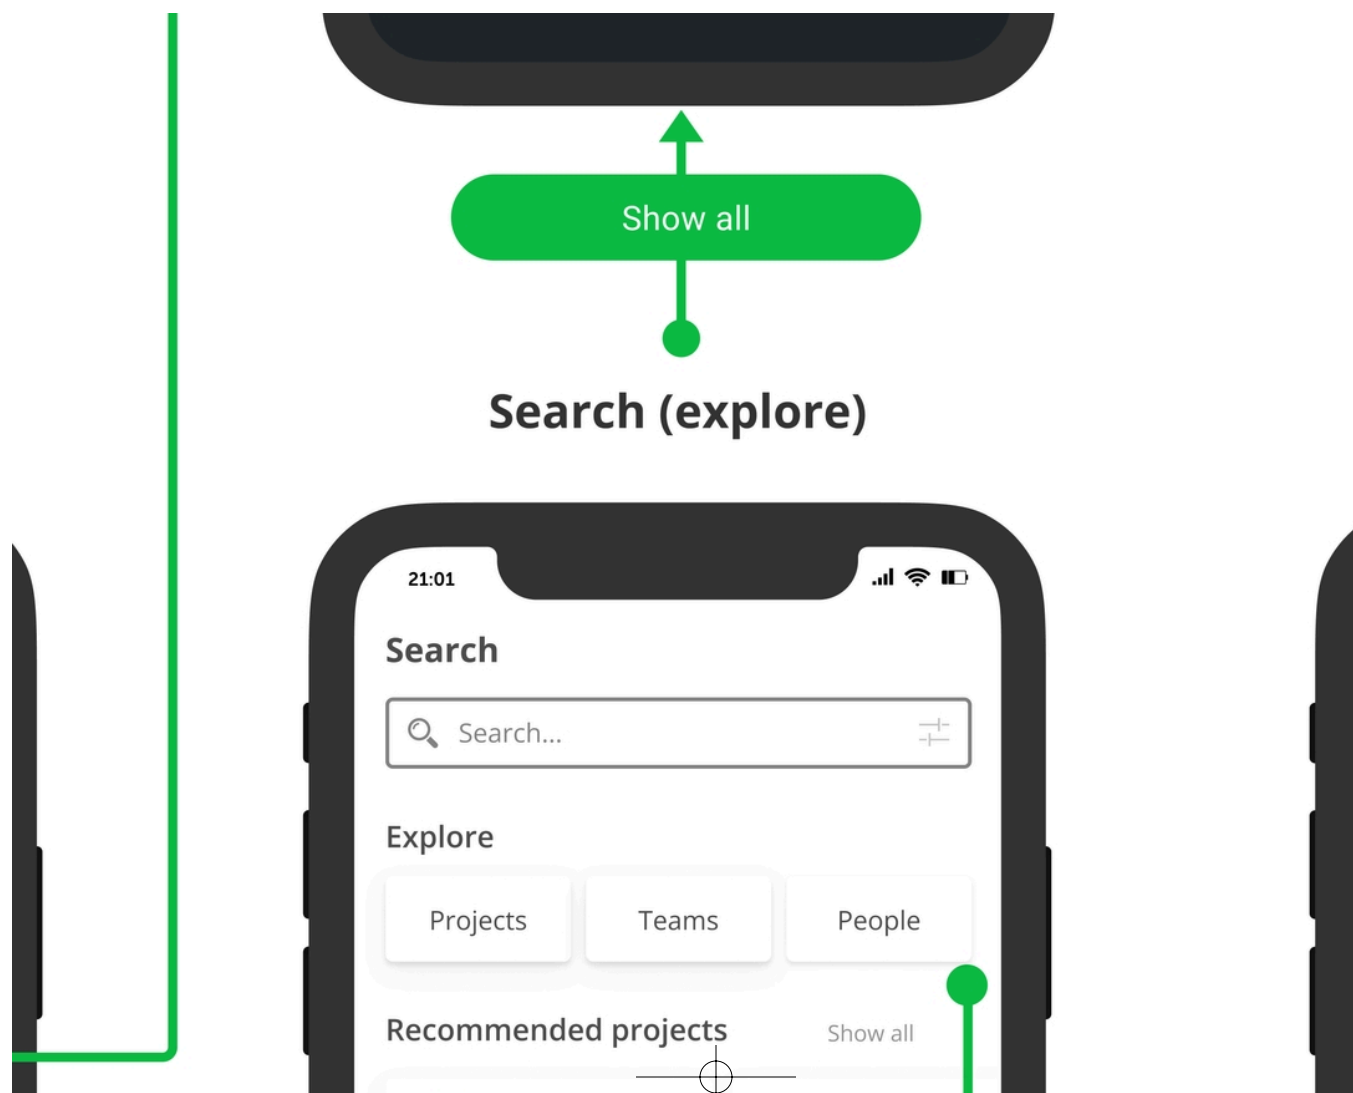 Show all
Search (explore)
21:01
Search
Search...
Explore
Projects
Teams
People
Recommended projects
Show all